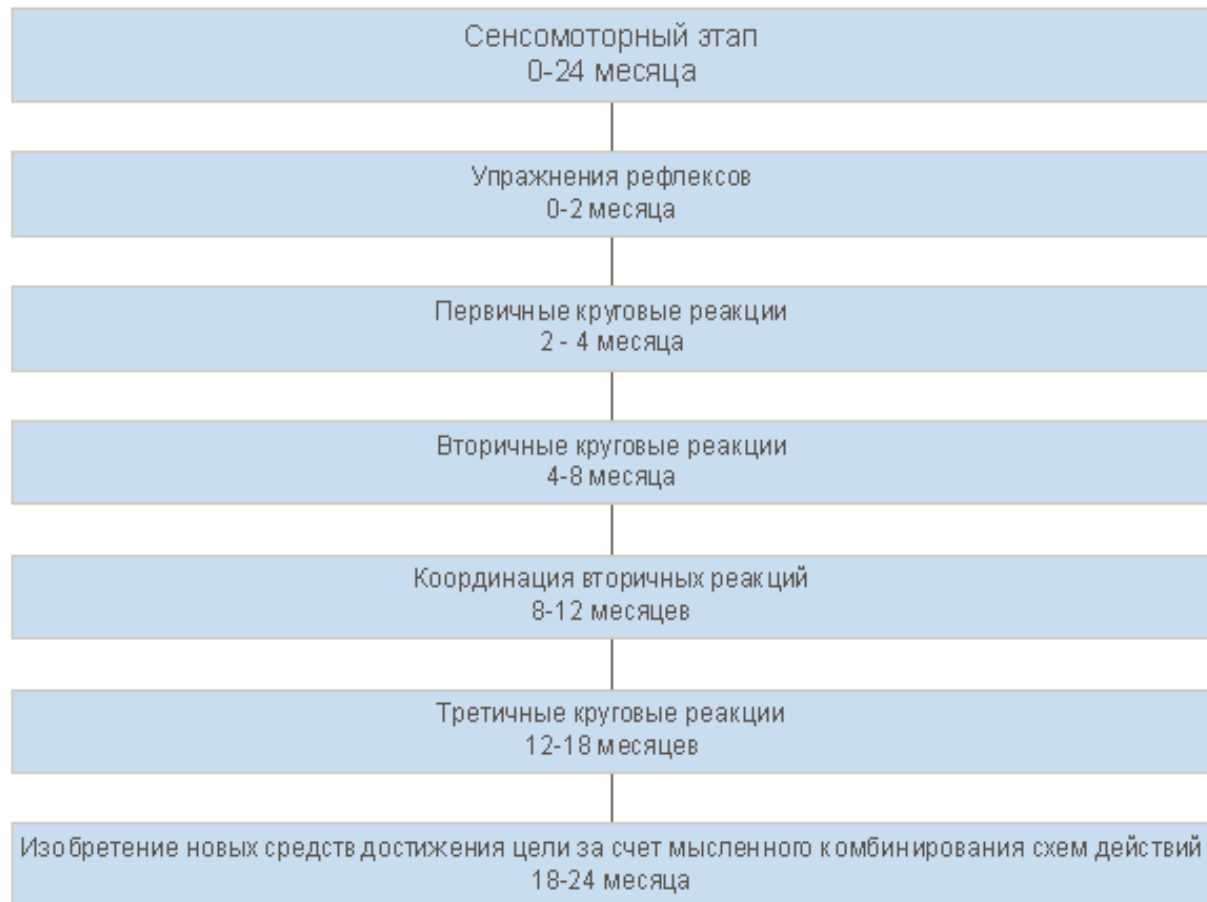 Сенсомоторный этап
0-24 месяца
Упражнения рефлексов
0-2 месяца
Первичные круговые реакции
2 - 4 месяца
Вторичные круговые реакции
4-8 месяца
Координация вторичных реакций
8-12 месяцев
Третичные круговые реакции
12-18 месяцев
Изобретение новых средств достижения цели за счет мысленного комбинирования схем действий
18-24 месяца